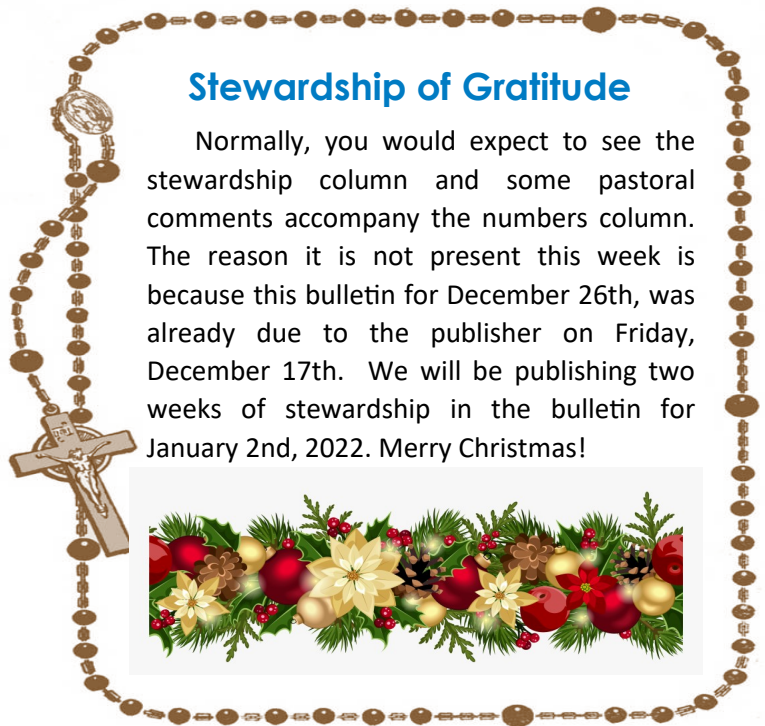 Stewardship of Gratitude
Normally, you would expect to see the
stewardship column and some pastoral
comments accompany the numbers column.
The reason it is not present this week is
because this bulletin for December 26th, was
already due to the publisher on Friday,
December 17th. We will be publishing two
weeks of stewardship in the bulletin for
January 2nd, 2022. Merry Christmas!